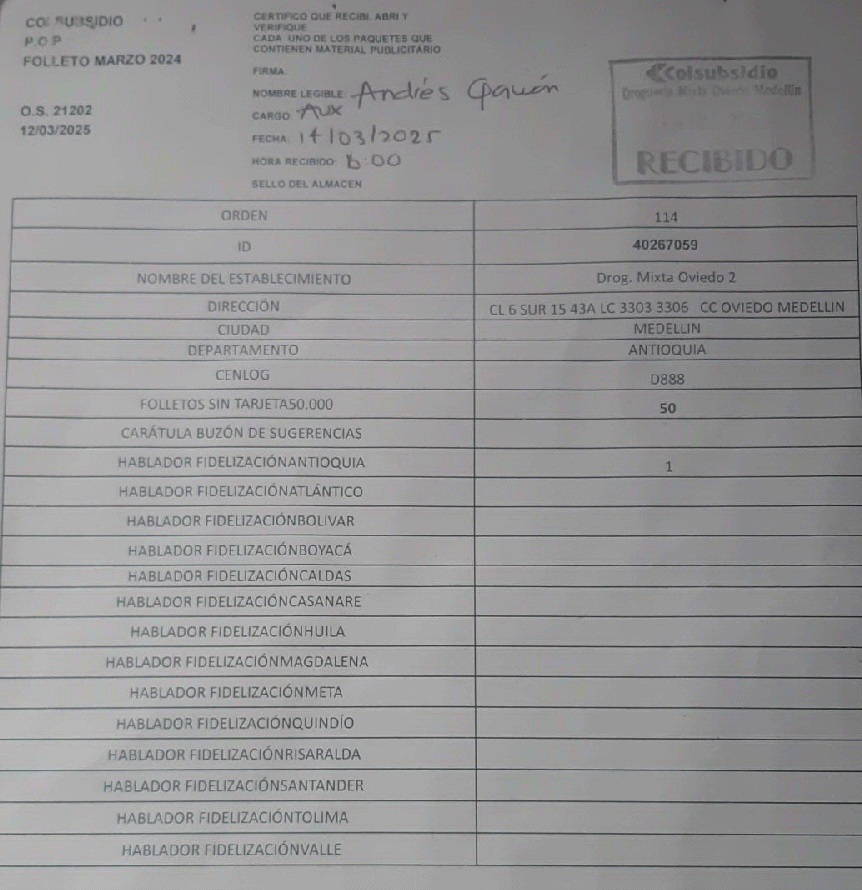 COLSUBSIDIO
P.O.P
FOLLETO MARZO 2024
O.S. 21202
12/03/2025
CERTIFICO QUE RECIBI, ABRI Y
VERIFIQUE
CADA UNO DE LOS PAQUETES QUE
CONTIENEN MATERIAL PUBLICITARIO
FIRMA:
NOMBRE LEGIBLE: Andrés
CARGO: Aux
FECHA: 14/03/2025
HORA RECIBIDO: 6:00
SELLO DEL ALMACEN
Colsubsidio
Droguería Mixta Oviedo Medellín
RECIBIDO
ORDEN 114
ID 40267059
NOMBRE DEL ESTABLECIMIENTO Drog. Mixta Oviedo 2
DIRECCIÓN CL 6 SUR 15 43A LC 3303 3306 CC OVIEDO MEDELLIN
CIUDAD MEDELLIN
DEPARTAMENTO ANTIOQUIA
CENLOG D888
FOLLETOS SIN TARJETA50.000 50
CARÁTULA BUZÓN DE SUGERENCIAS
HABLADOR FIDELIZACIÓNANTIOQUIA 1
HABLADOR FIDELIZACIÓNATLÁNTICO
HABLADOR FIDELIZACIÓNBOLIVAR
HABLADOR FIDELIZACIÓNBOYACÁ
HABLADOR FIDELIZACIÓNCALDAS
HABLADOR FIDELIZACIÓNCASANARE
HABLADOR FIDELIZACIÓNHUILA
HABLADOR FIDELIZACIÓNMAGDALENA
HABLADOR FIDELIZACIÓNMETA
HABLADOR FIDELIZACIÓNQUINDÍO
HABLADOR FIDELIZACIÓNRISARALDA
HABLADOR FIDELIZACIÓNSANTANDER
HABLADOR FIDELIZACIÓNTOLIMA
HABLADOR FIDELIZACIÓNVALLE